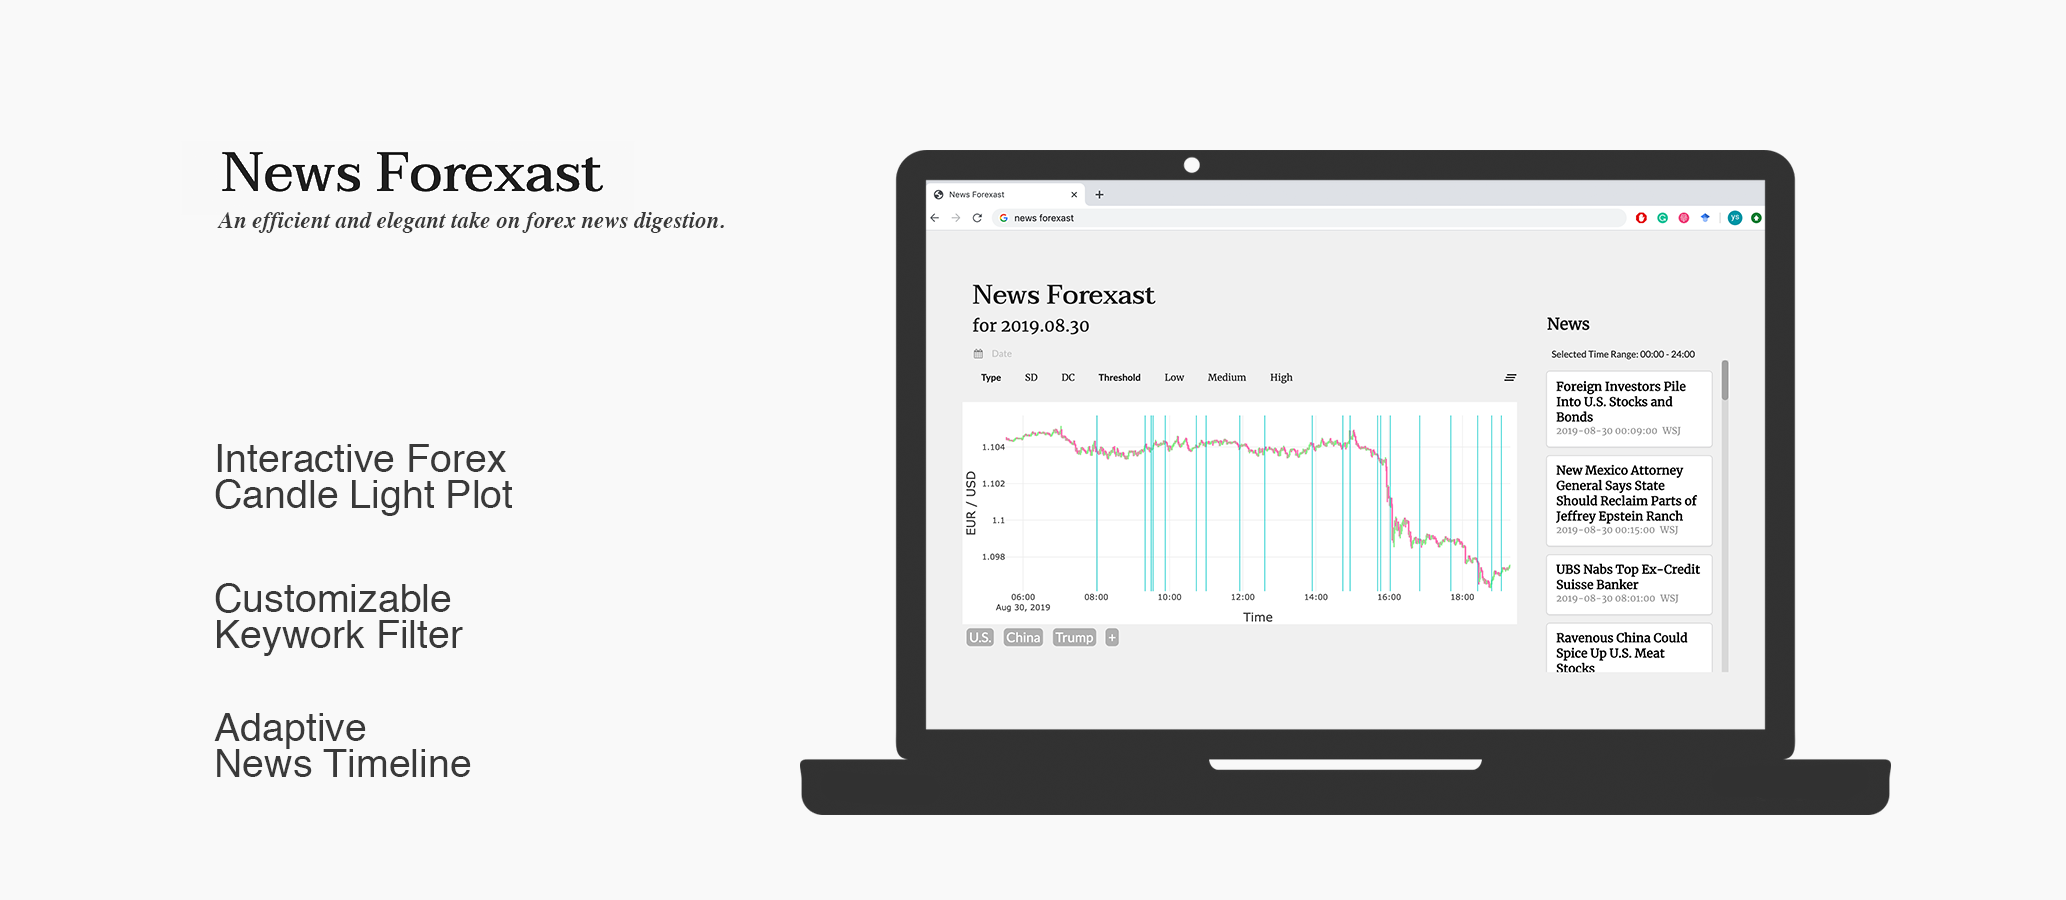 News Forexast
An efficient and elegant take on forex news digestion.
Interactive Forex
Candle Light Plot
Customizable
Keywork Filter
Adaptive
News Timeline
News Forexast
news forexast
ys
News Forexast
for 2019.08.30
Date
Type SD DC Threshold Low Medium High
1.104
1.102
1.1
1.098
EUR / USD
06:00 08:00 10:00 12:00 14:00 16:00 18:00
Aug 30, 2019
Time
U.S. China Trump +
News
Selected Time Range: 00:00 - 24:00
Foreign Investors Pile
Into U.S. Stocks and
Bonds
2019-08-30 00:09:00 WSJ
New Mexico Attorney
General Says State
Should Reclaim Parts of
Jeffrey Epstein Ranch
2019-08-30 00:15:00 WSJ
UBS Nabs Top Ex-Credit
Suisse Banker
2019-08-30 08:01:00 WSJ
Ravenous China Could
Spice Up U.S. Meat
Stocks